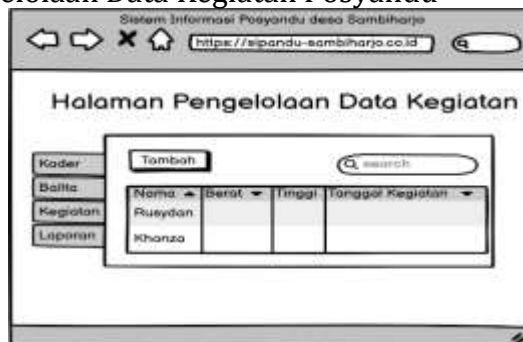 elolaan Data Kegiatan Posyandu
Sistem Informasi Posyandu desa Sambiharjo
https://sipandu-sambiharjo.co.id
Halaman Pengelolaan Data Kegiatan
Kader
Balita
Kegiatan
Laporan
Tambah
search
Nama Berat Tinggi Tanggal Kegiatan
Rusydan
Khanza